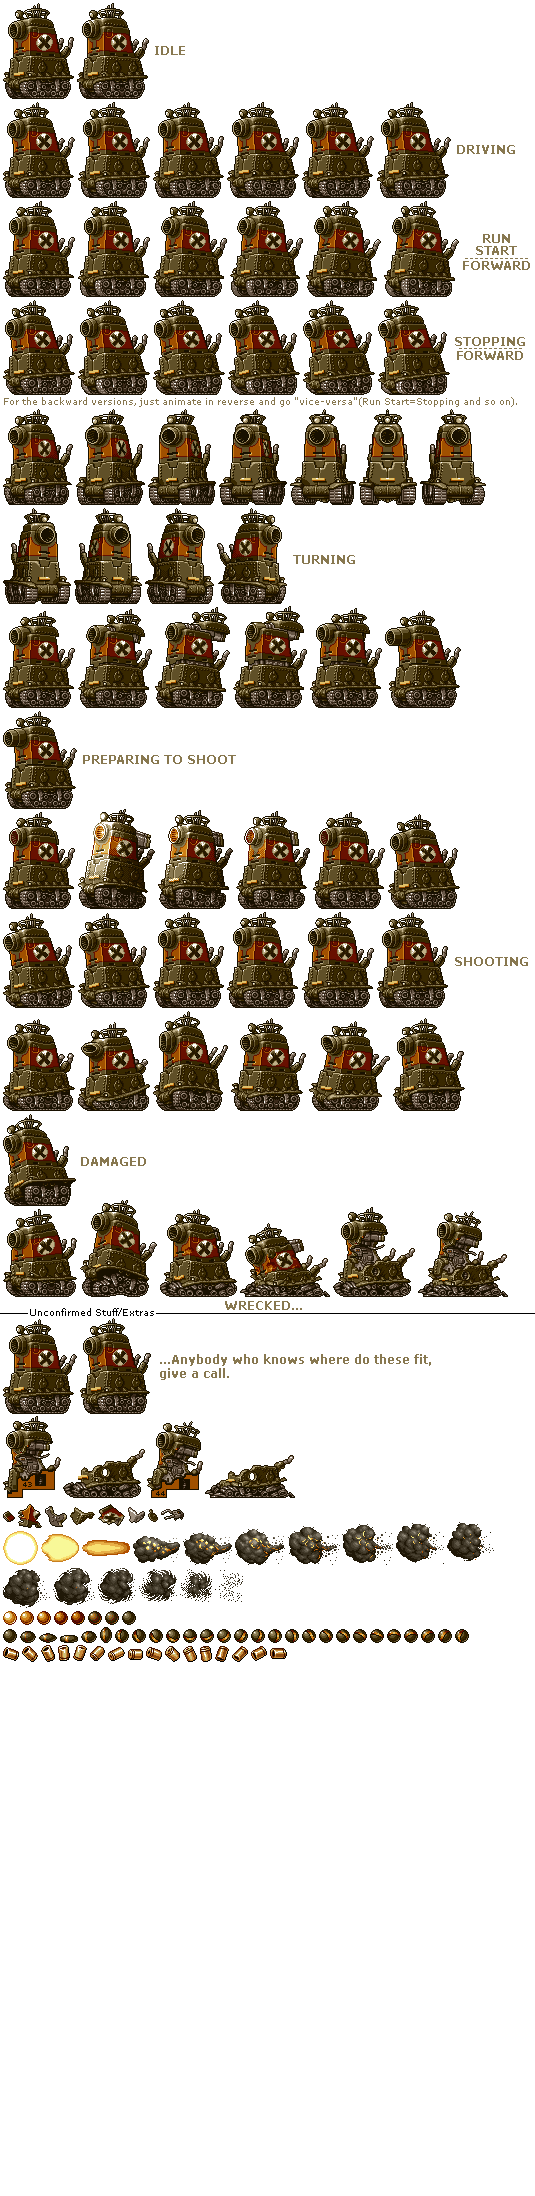 IDLE
DRIVING
RUN
START
FORWARD
STOPPING
FORWARD
For the backward versions, just animate in reverse and go "vice-versa"(Run Start=Stopping and so on).
TURNING
PREPARING TO SHOOT
SHOOTING
DAMAGED
WRECKED...
Unconfirmed Stuff/Extras
...Anybody who knows where do these fit,
give a call.
43
44